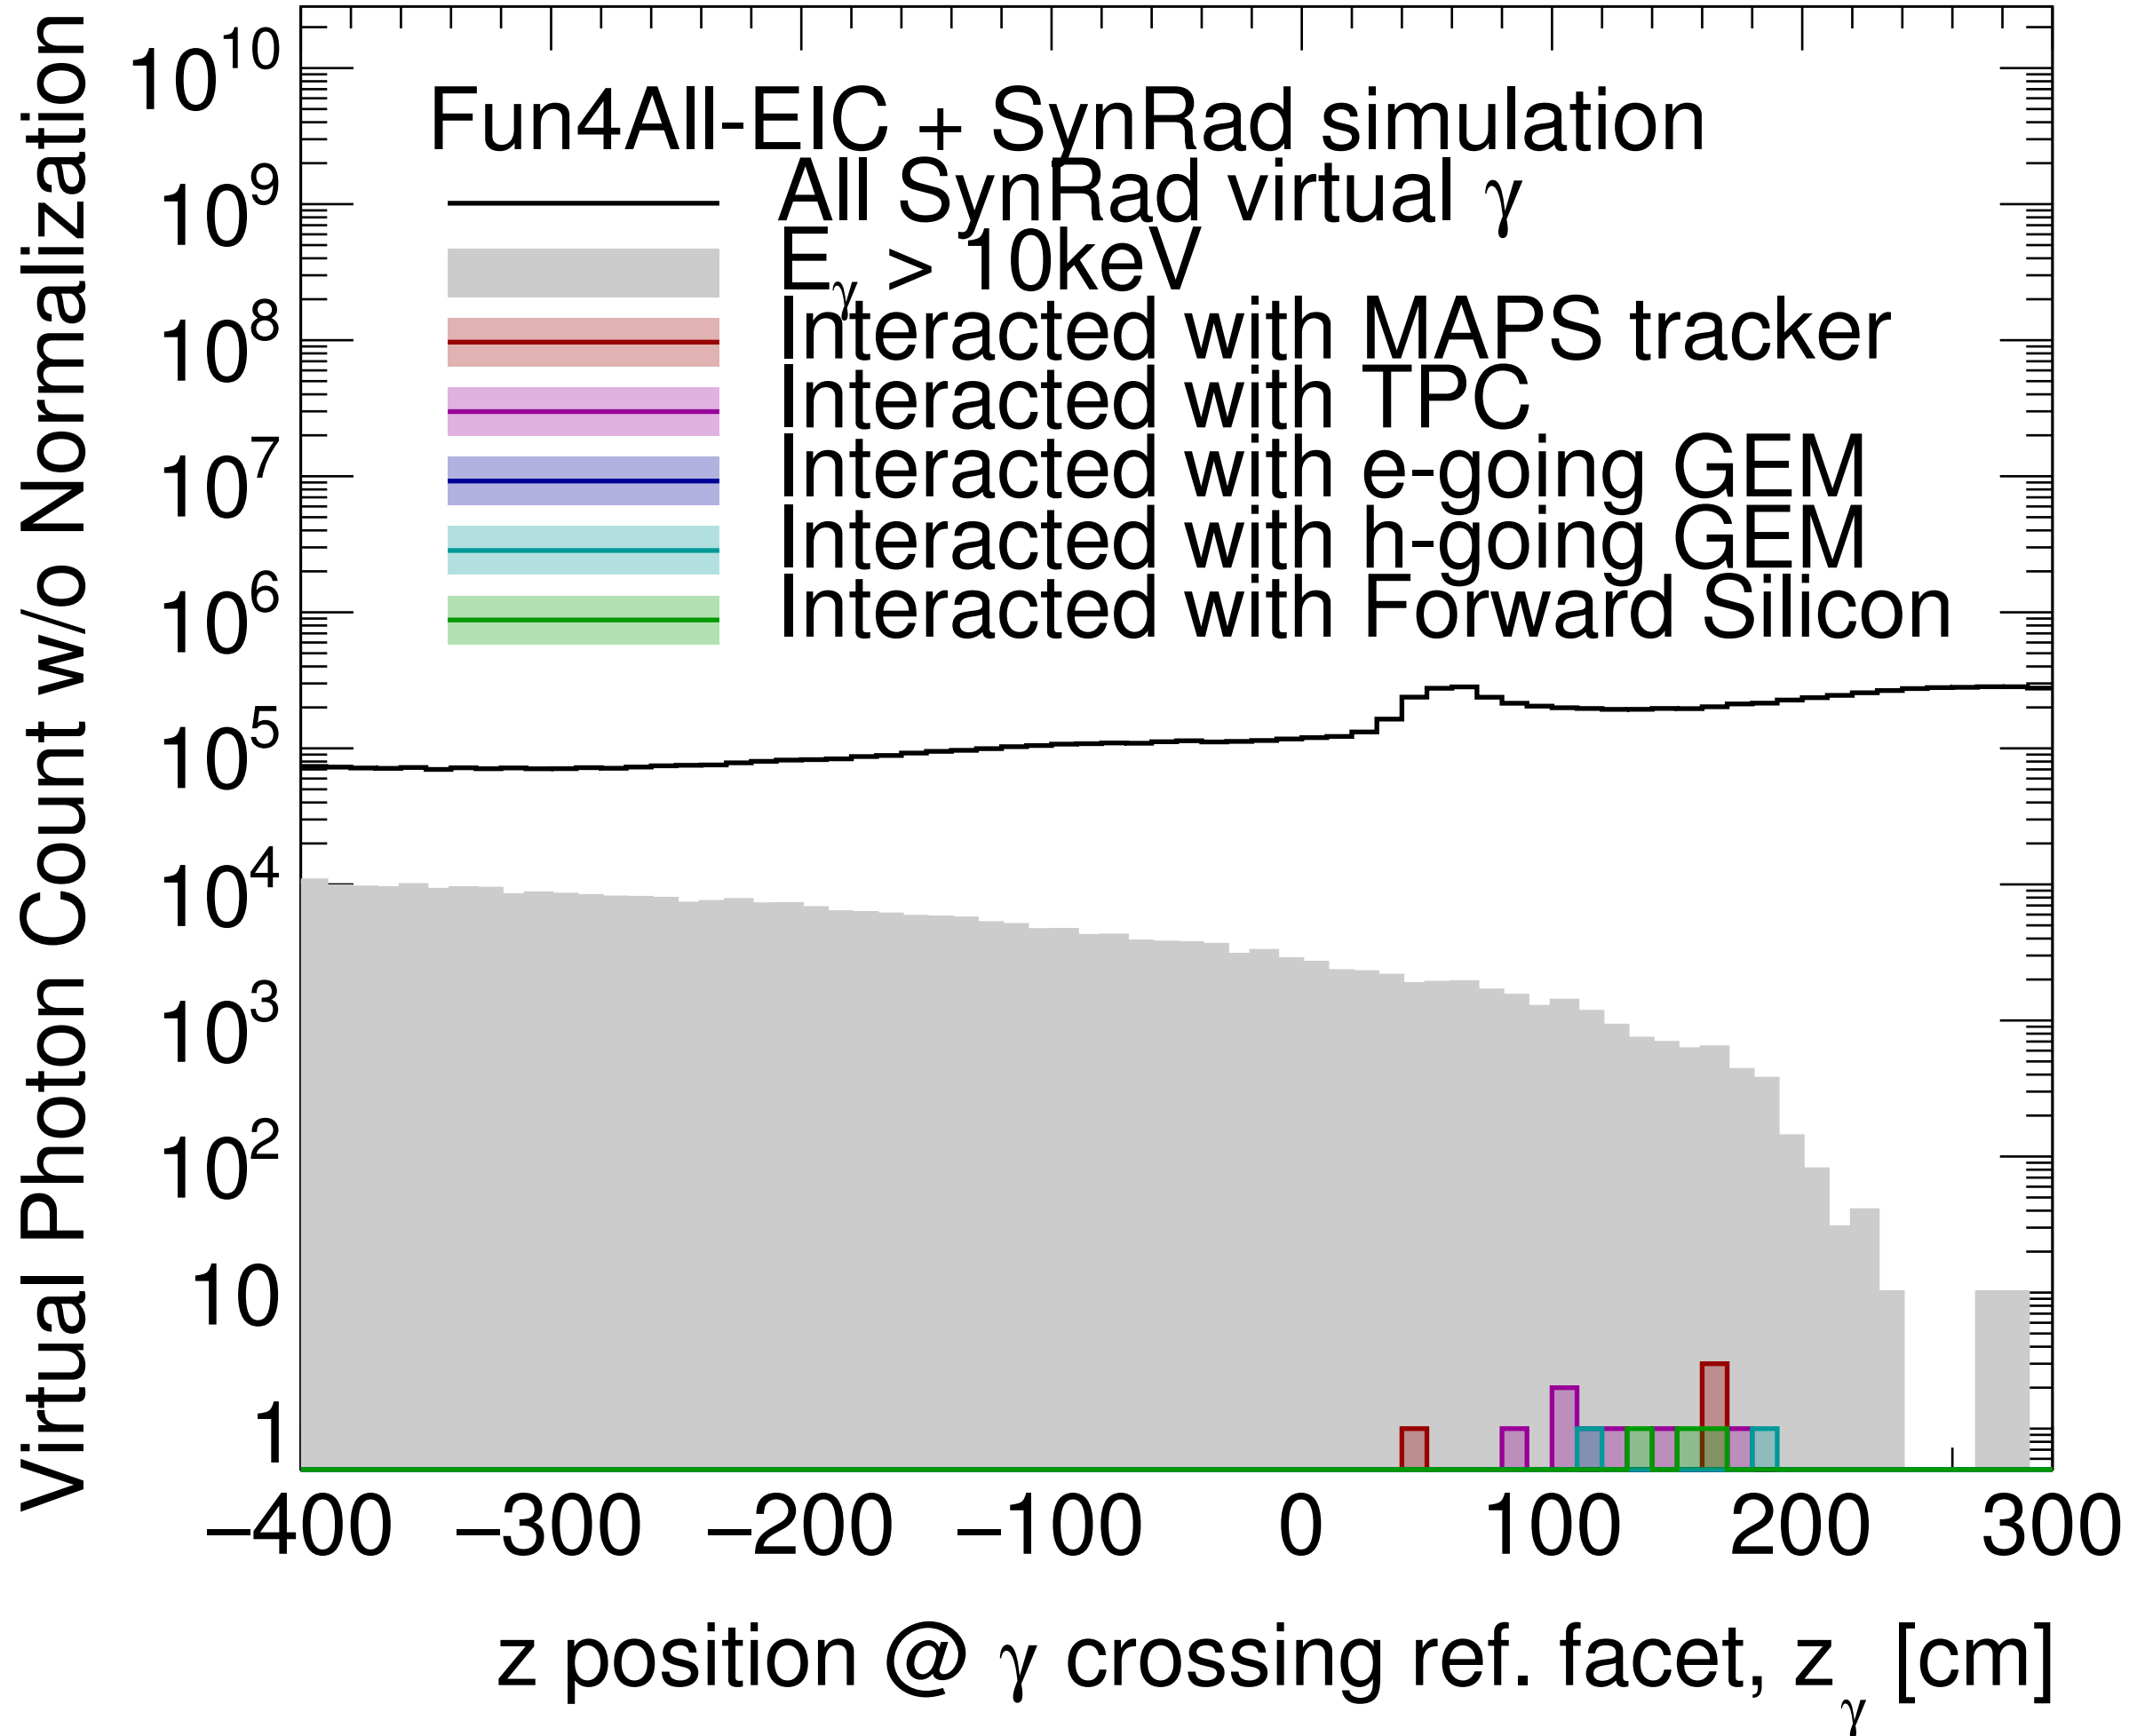 Virtual Photon Count w/o Normalization
10^10
10^9
10^8
10^7
10^6
10^5
10^4
10^3
10^2
10
1
Fun4All-EIC + SynRad simulation
All SynRad virtual γ
E_γ > 10keV
Interacted with MAPS tracker
Interacted with TPC
Interacted with e-going GEM
Interacted with h-going GEM
Interacted with Forward Silicon
−400 −300 −200 −100 0 100 200 300
z position @ γ crossing ref. facet, z_γ [cm]